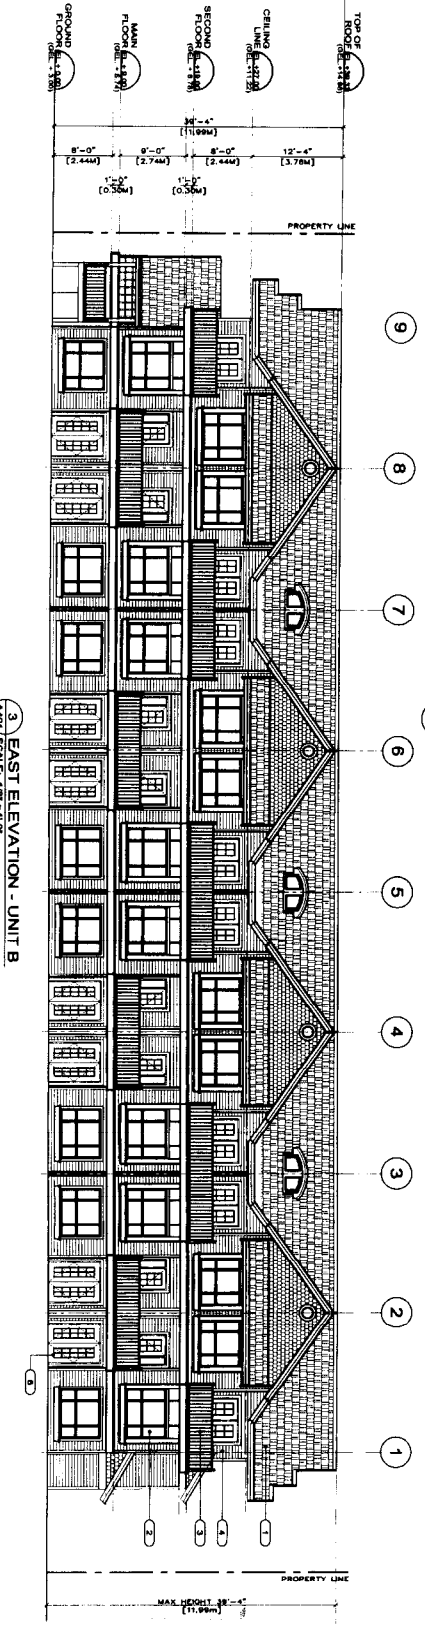 TOP OF
ROOF
CEILING
LINE
SECOND
FLOOR
MAIN
FLOOR
GROUND
FLOOR
39'-4"
[11.99M]
8'-0"
[2.44M]
1'-0"
[0.30M]
9'-0"
[2.74M]
1'-0"
[0.30M]
8'-0"
[2.44M]
12'-4"
[3.76M]
PROPERTY LINE
9
8
7
6
5
4
3
2
1
6
2
3
4
1
PROPERTY LINE
MAX HEIGHT 39'-4"
[11.99m]
3
EAST ELEVATION - UNIT B